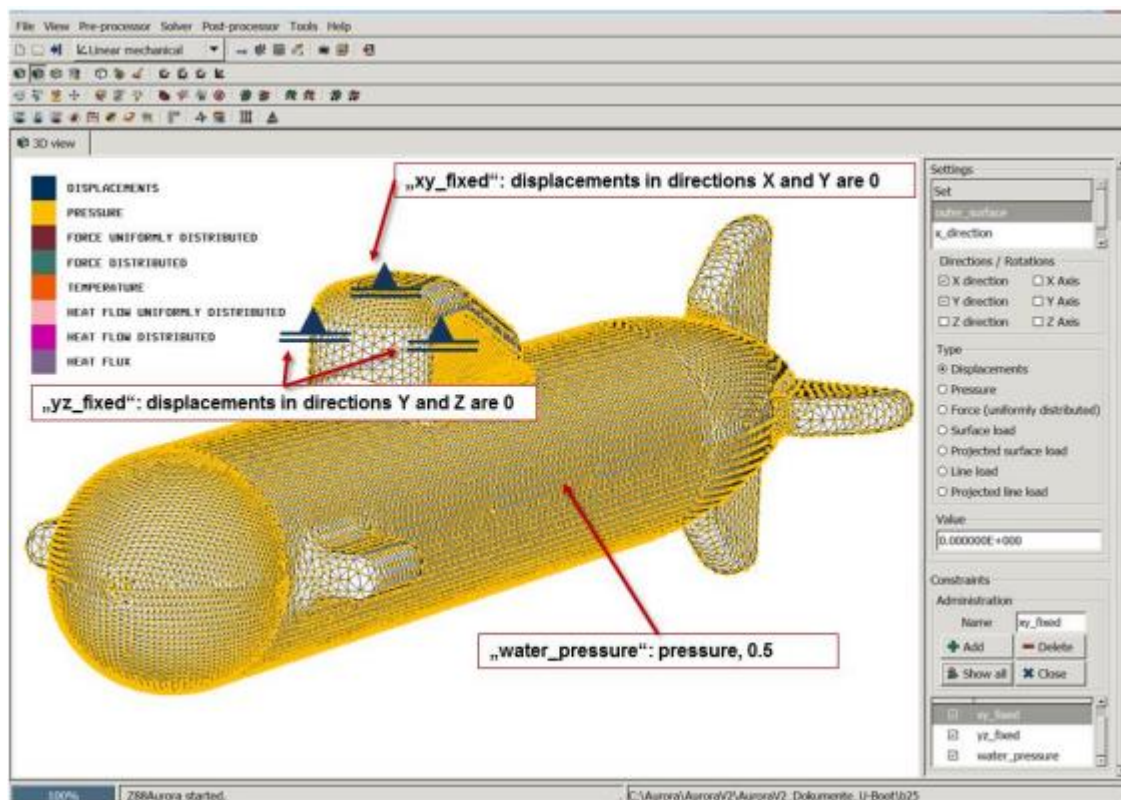 File View Pre-processor Solver Post-processor Tools Help
Linear mechanical
3D view
DISPLACEMENTS
PRESSURE
FORCE UNIFORMLY DISTRIBUTED
FORCE DISTRIBUTED
TEMPERATURE
HEAT FLOW UNIFORMLY DISTRIBUTED
HEAT FLOW DISTRIBUTED
HEAT FLUX
„xy_fixed“: displacements in directions X and Y are 0
„yz_fixed“: displacements in directions Y and Z are 0
„water_pressure“: pressure, 0.5
Settings
Set
outer_surface
x_direction
Directions / Rotations
X direction X Axis
Y direction Y Axis
Z direction Z Axis
Type
Displacements
Pressure
Force (uniformly distributed)
Surface load
Projected surface load
Line load
Projected line load
Value
0.000000E+000
Constraints
Administration
Name xy_fixed
Add Delete
Show all Close
xy_fixed
yz_fixed
water_pressure
100% Z88Aurora started. C:\Aurora\AuroraV2\AuroraV2_Dokumente_U-Boot\b25